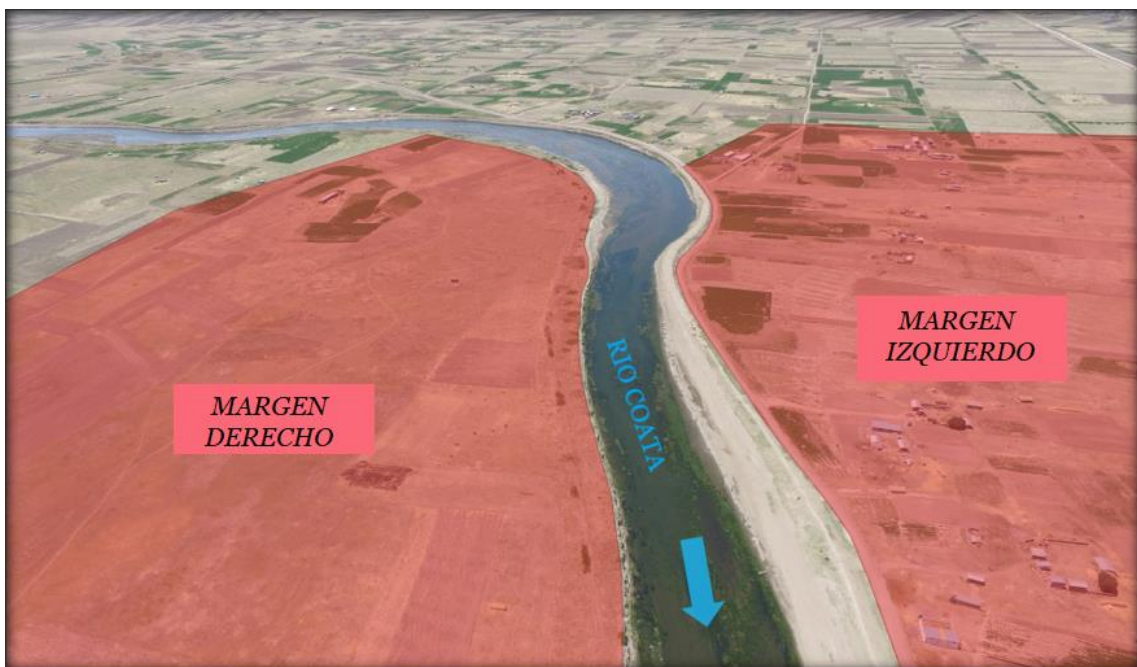 MARGEN
IZQUIERDO
MARGEN
DERECHO
RIO COATA